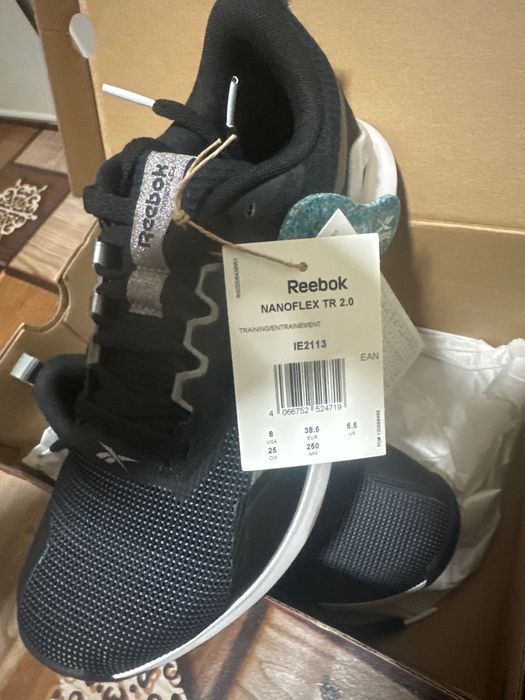 Reebok
Reebok
NANOFLEX TR 2.0
TRAINING/ENTRAINEMENT
IE2113
EAN
4 066752 524719
8 38.5 5.5
USA EUR UK
25 250
CM MM